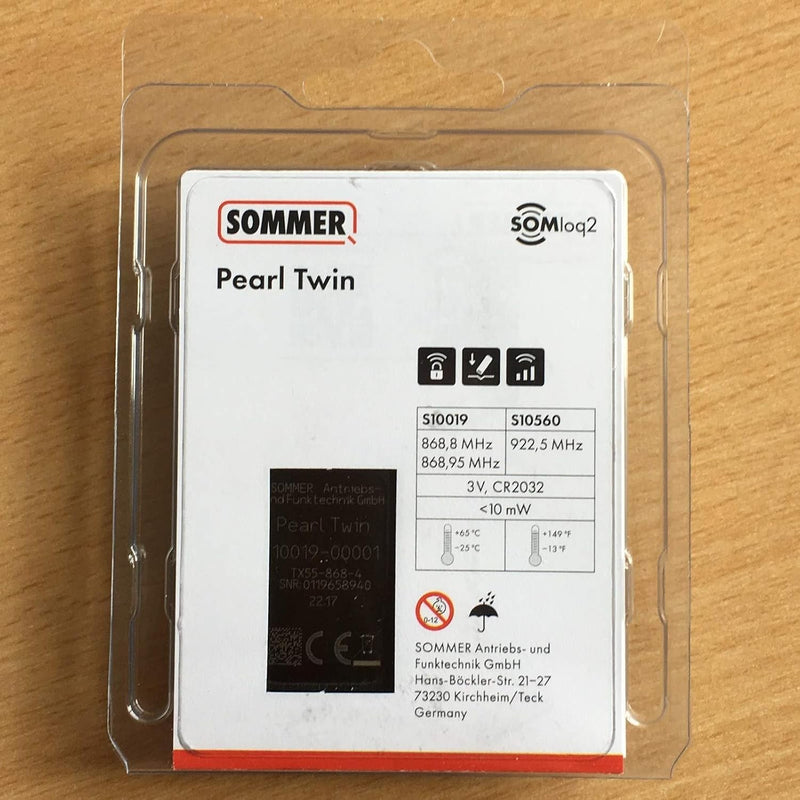 SOMMER
SOMloq2
Pearl Twin
S10019 S10560
868,8 MHz 922,5 MHz
868,95 MHz
3V, CR2032
<10 mW
+65 °C +149 °F
−25 °C −13 °F
SOMMER Antriebs-
und Funktechnik GmbH
Pearl Twin
10019-00001
TX55-868-4
SNR:0119658940
22.17
CE
0-12
SOMMER Antriebs- und
Funktechnik GmbH
Hans-Böckler-Str. 21–27
73230 Kirchheim/Teck
Germany